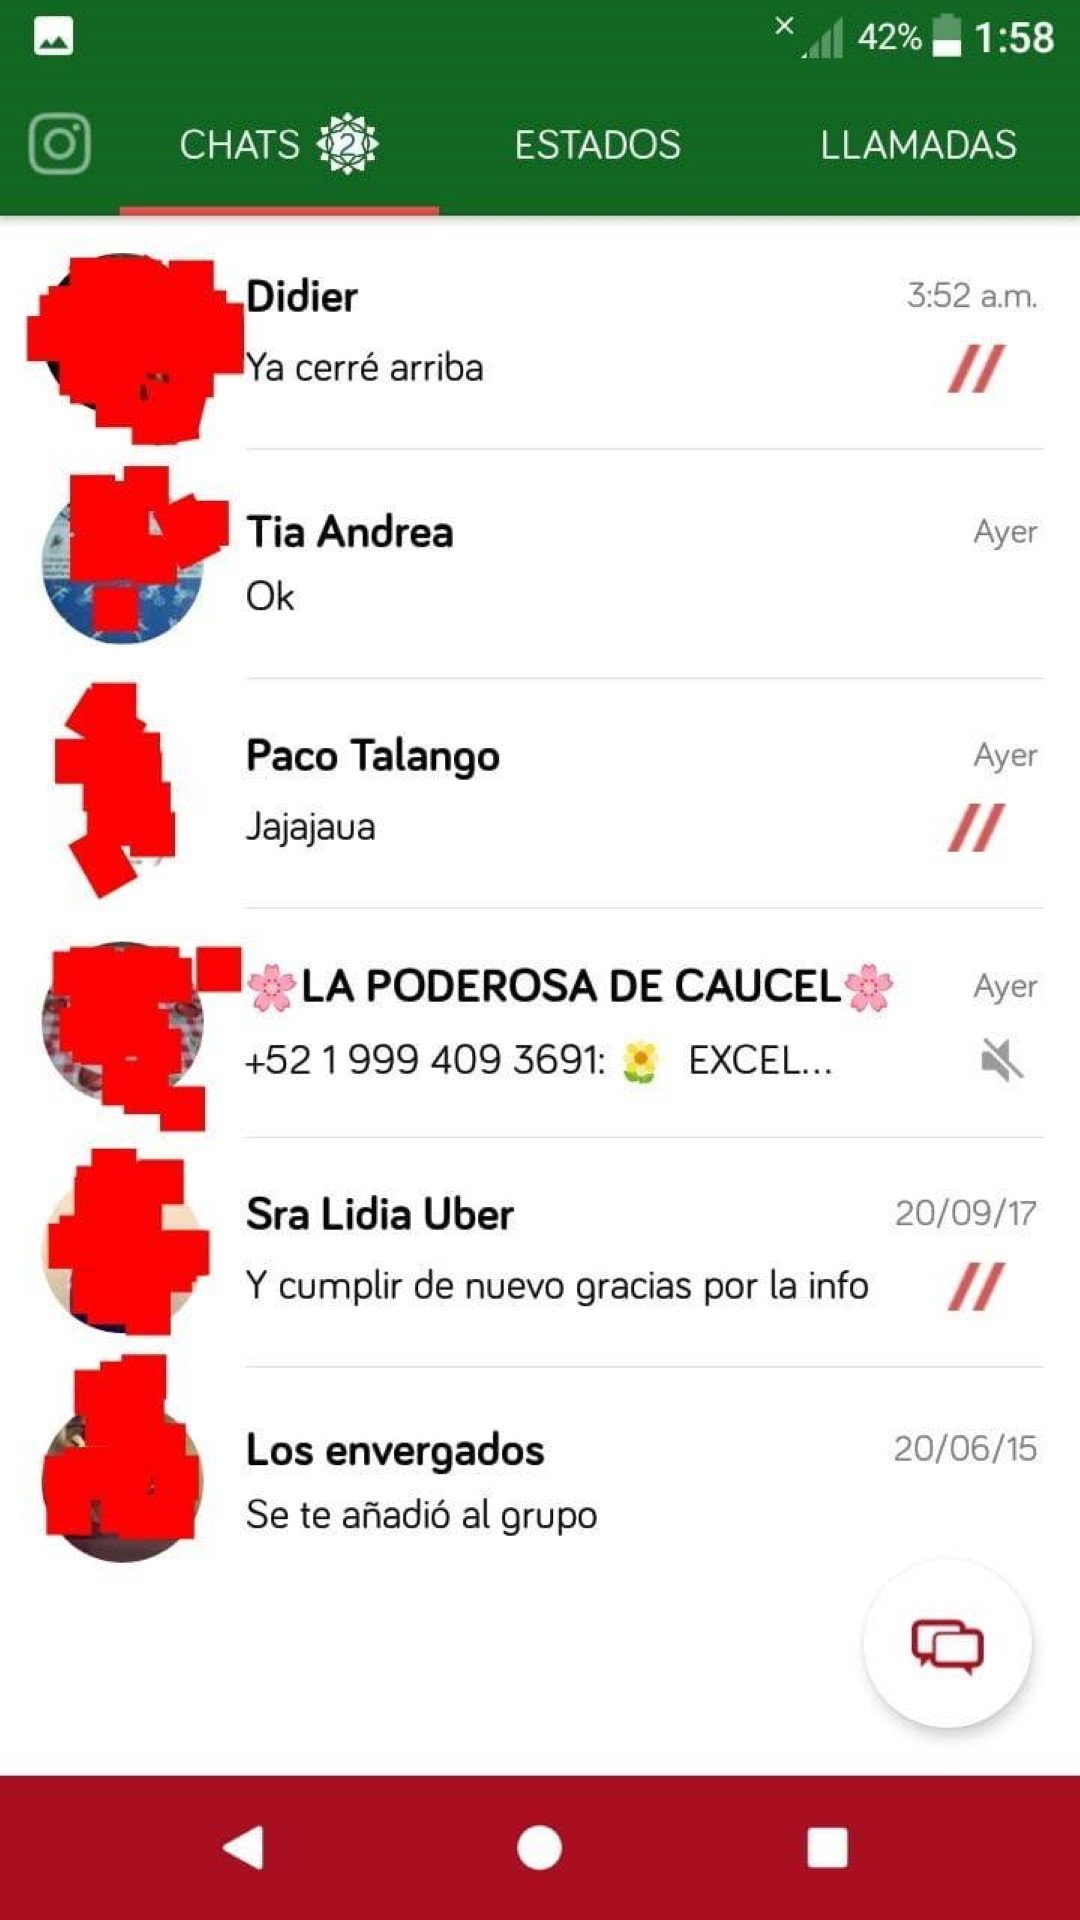 42% 1:58
CHATS 2 ESTADOS LLAMADAS
Didier 3:52 a.m.
Ya cerré arriba
Tia Andrea Ayer
Ok
Paco Talango Ayer
Jajajaua
🌸LA PODEROSA DE CAUCEL🌸 Ayer
+52 1 999 409 3691: 🌼 EXCEL...
Sra Lidia Uber 20/09/17
Y cumplir de nuevo gracias por la info
Los envergados 20/06/15
Se te añadió al grupo